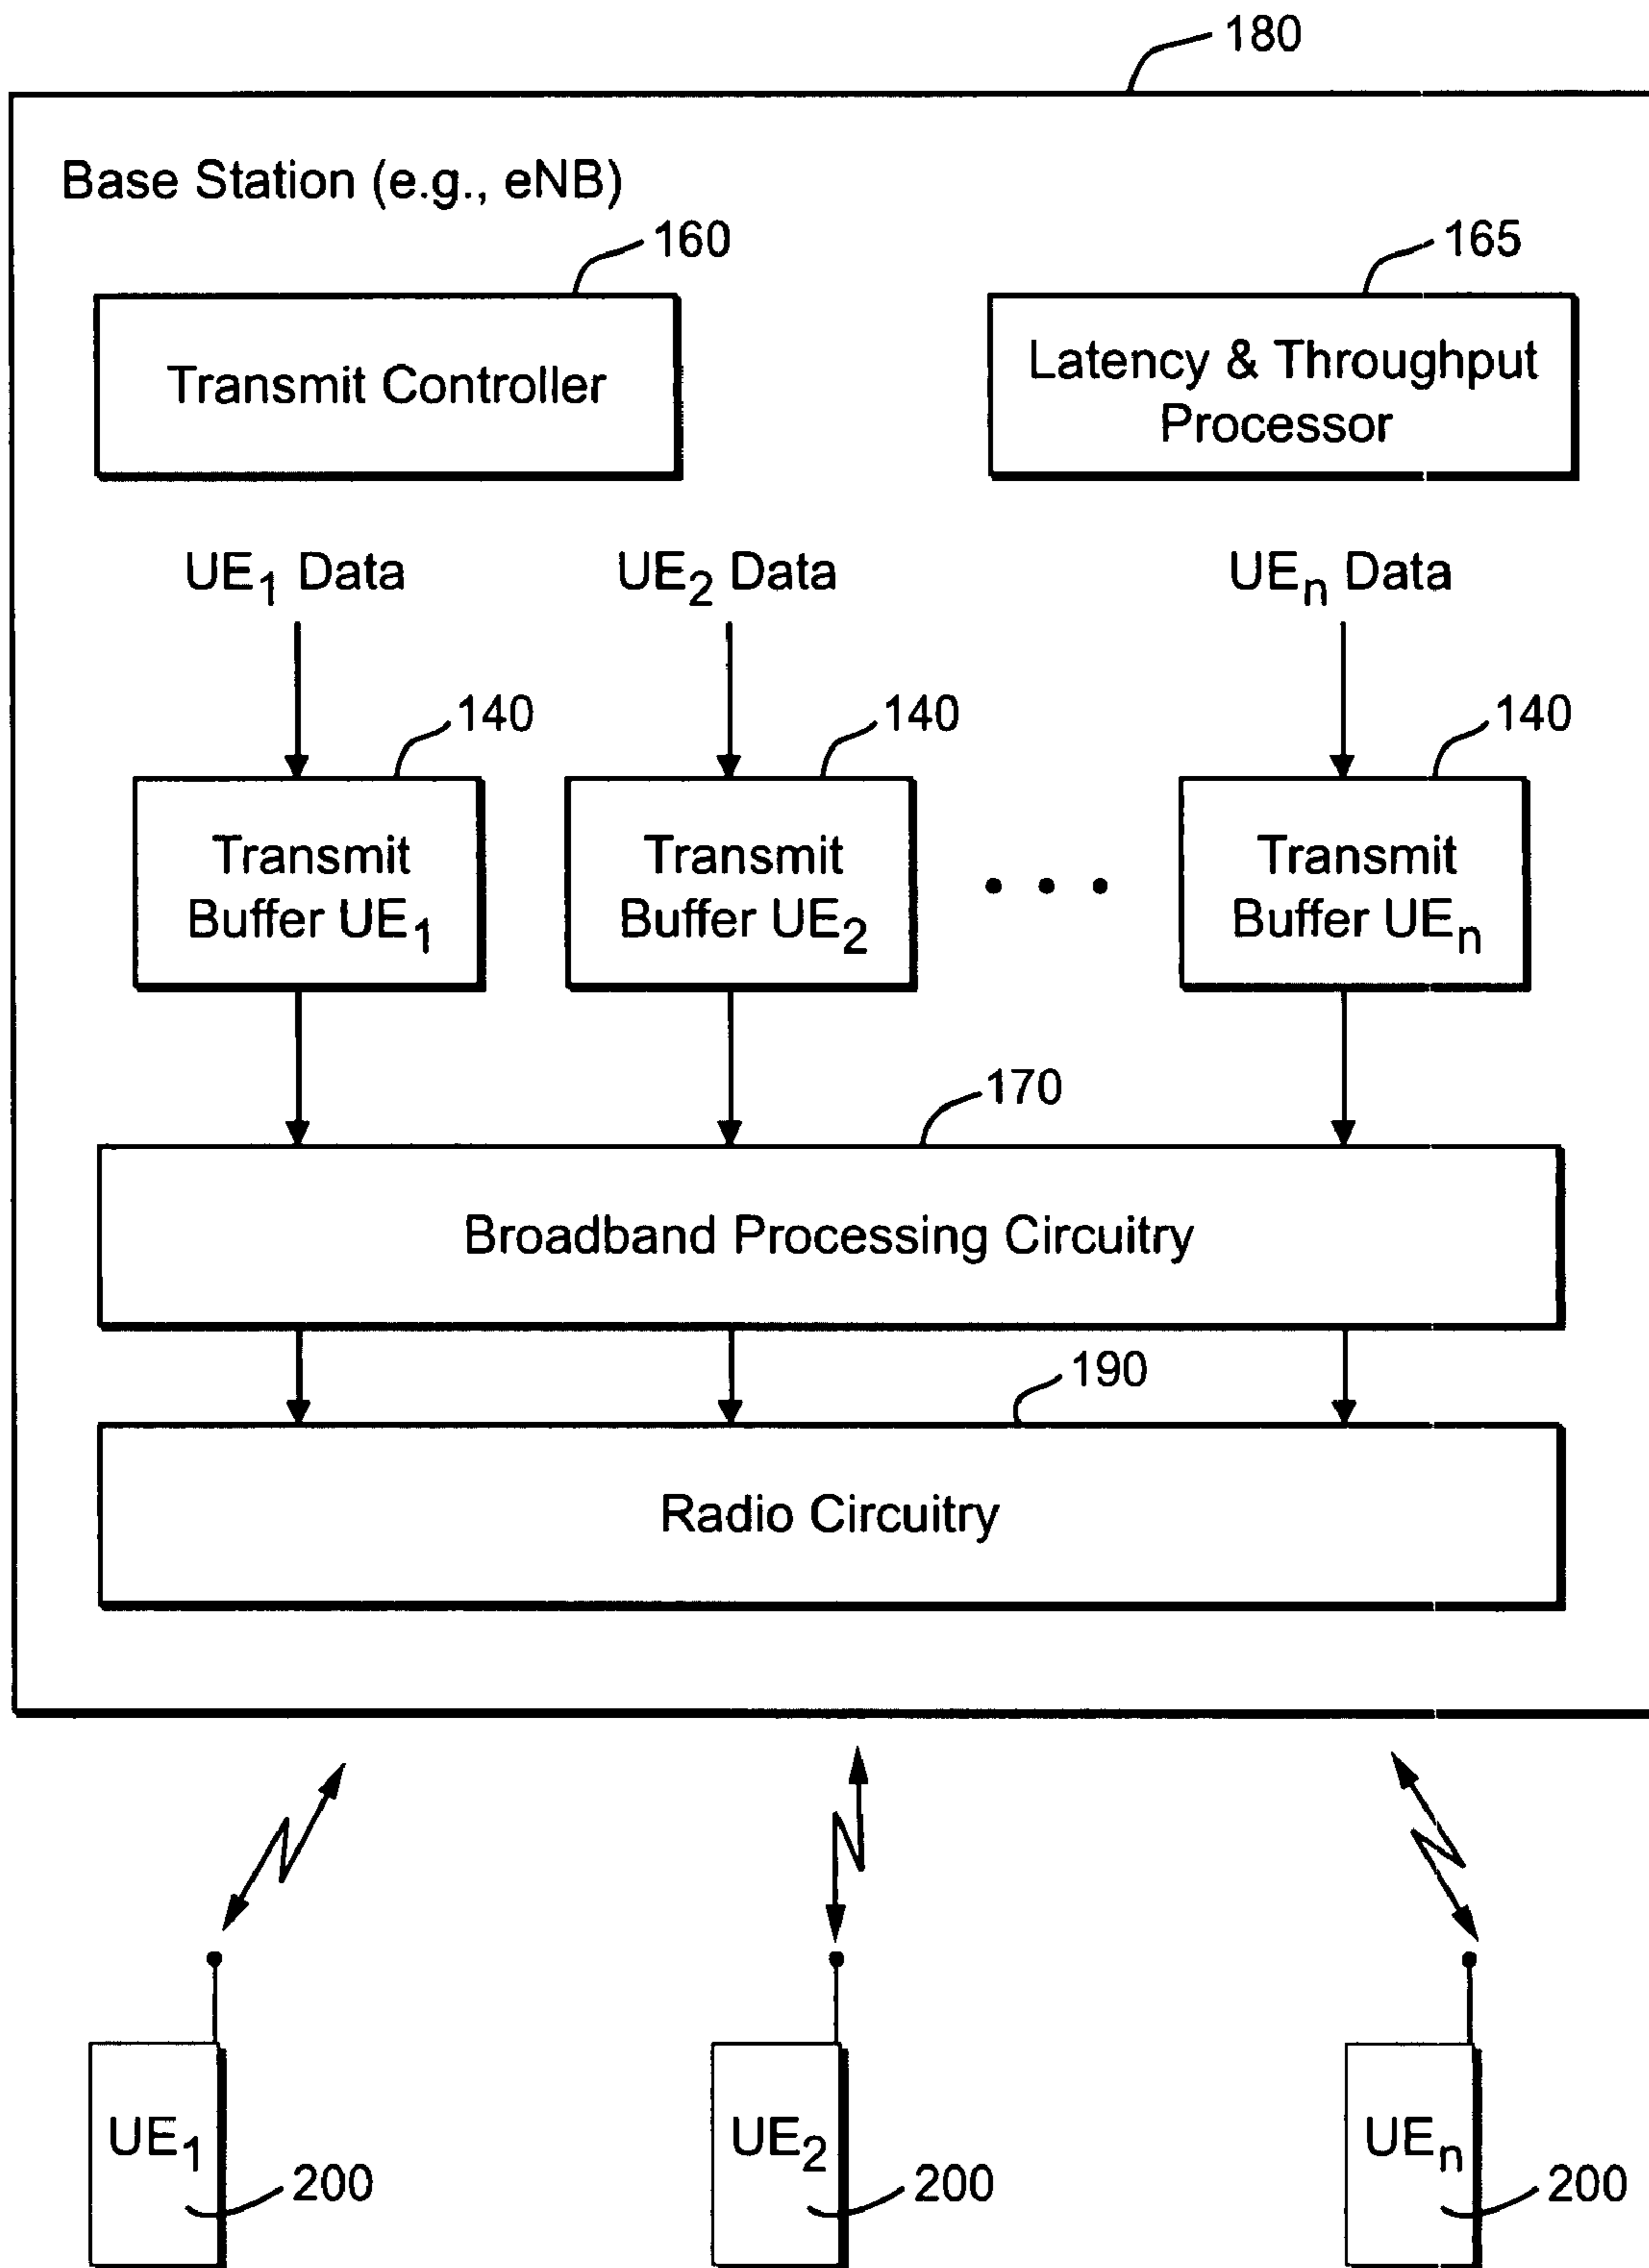 180
Base Station (e.g., eNB)
160
165
Transmit Controller
Latency & Throughput
Processor
UE1 Data
UE2 Data
UEn Data
140
140
140
Transmit
Buffer UE1
Transmit
Buffer UE2
Transmit
Buffer UEn
170
Broadband Processing Circuitry
190
Radio Circuitry
UE1
200
UE2
200
UEn
200